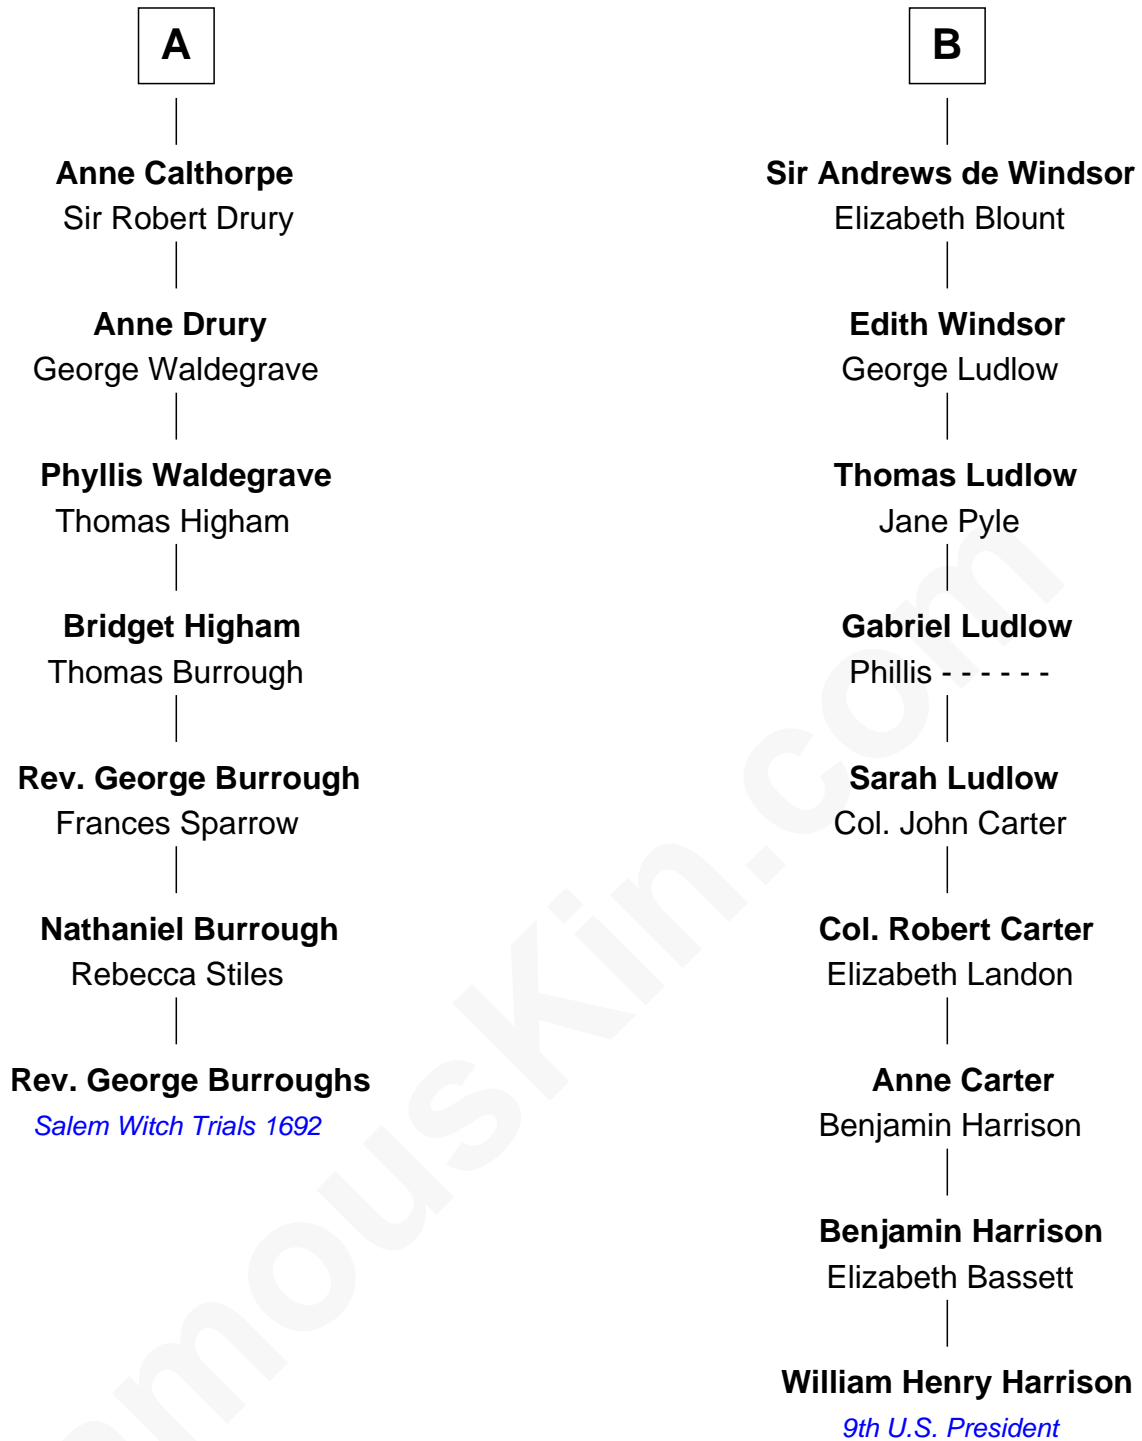 A
Anne Calthorpe
Sir Robert Drury
Anne Drury
George Waldegrave
Phyllis Waldegrave
Thomas Higham
Bridget Higham
Thomas Burrough
Rev. George Burrough
Frances Sparrow
Nathaniel Burrough
Rebecca Stiles
Rev. George Burroughs
Salem Witch Trials 1692
B
Sir Andrews de Windsor
Elizabeth Blount
Edith Windsor
George Ludlow
Thomas Ludlow
Jane Pyle
Gabriel Ludlow
Phillis - - - - - -
Sarah Ludlow
Col. John Carter
Col. Robert Carter
Elizabeth Landon
Anne Carter
Benjamin Harrison
Benjamin Harrison
Elizabeth Bassett
William Henry Harrison
9th U.S. President
mousKin.com